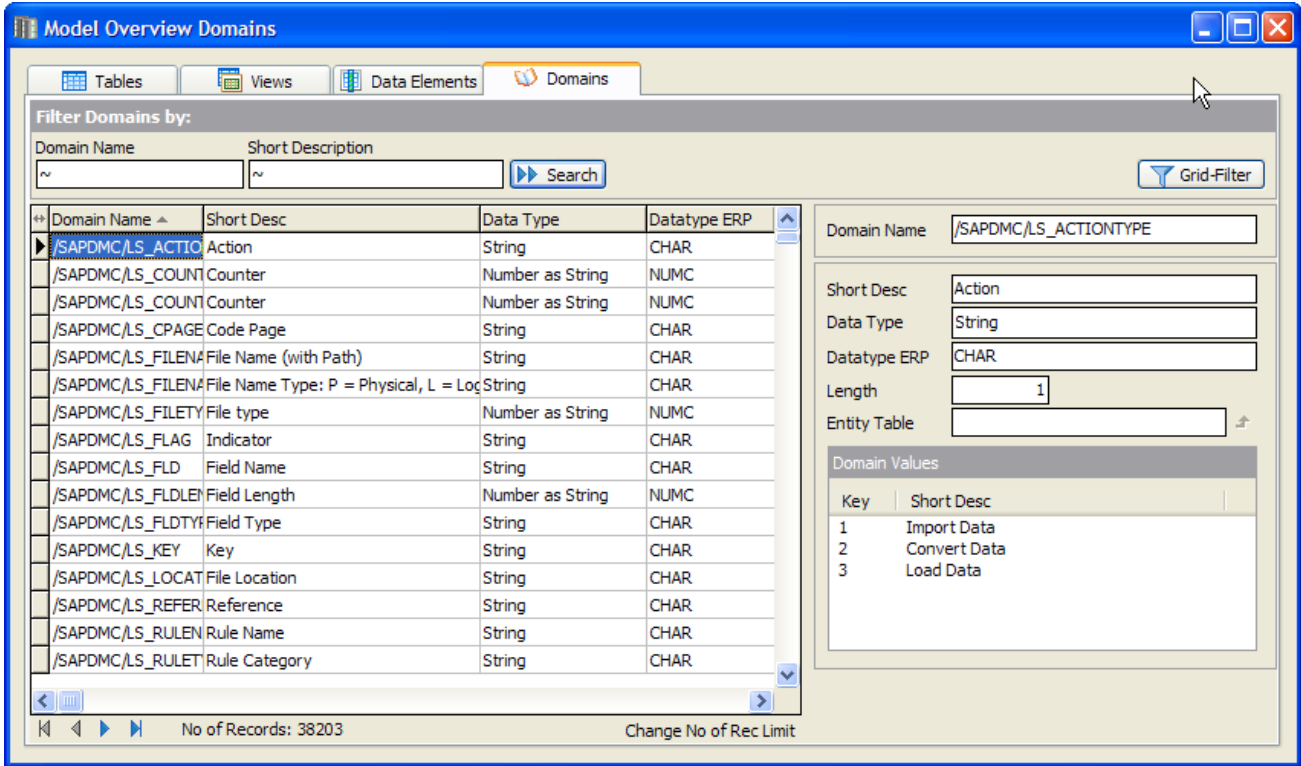 Model Overview Domains
Tables Views Data Elements Domains
Filter Domains by:
Domain Name Short Description
~ ~ Search Grid-Filter
Domain Name Short Desc Data Type Datatype ERP
/SAPDMC/LS_ACTIO Action String CHAR
/SAPDMC/LS_COUNT Counter Number as String NUMC
/SAPDMC/LS_COUNT Counter Number as String NUMC
/SAPDMC/LS_CPAGE Code Page String CHAR
/SAPDMC/LS_FILENA File Name (with Path) String CHAR
/SAPDMC/LS_FILENA File Name Type: P = Physical, L = Log String CHAR
/SAPDMC/LS_FILETY File type Number as String NUMC
/SAPDMC/LS_FLAG Indicator String CHAR
/SAPDMC/LS_FLD Field Name String CHAR
/SAPDMC/LS_FLDLEN Field Length Number as String NUMC
/SAPDMC/LS_FLDTYF Field Type String CHAR
/SAPDMC/LS_KEY Key String CHAR
/SAPDMC/LS_LOCAT File Location String CHAR
/SAPDMC/LS_REFER Reference String CHAR
/SAPDMC/LS_RULEN Rule Name String CHAR
/SAPDMC/LS_RULET Rule Category String CHAR
No of Records: 38203 Change No of Rec Limit
Domain Name /SAPDMC/LS_ACTIONTYPE
Short Desc Action
Data Type String
Datatype ERP CHAR
Length 1
Entity Table
Domain Values
Key Short Desc
1 Import Data
2 Convert Data
3 Load Data